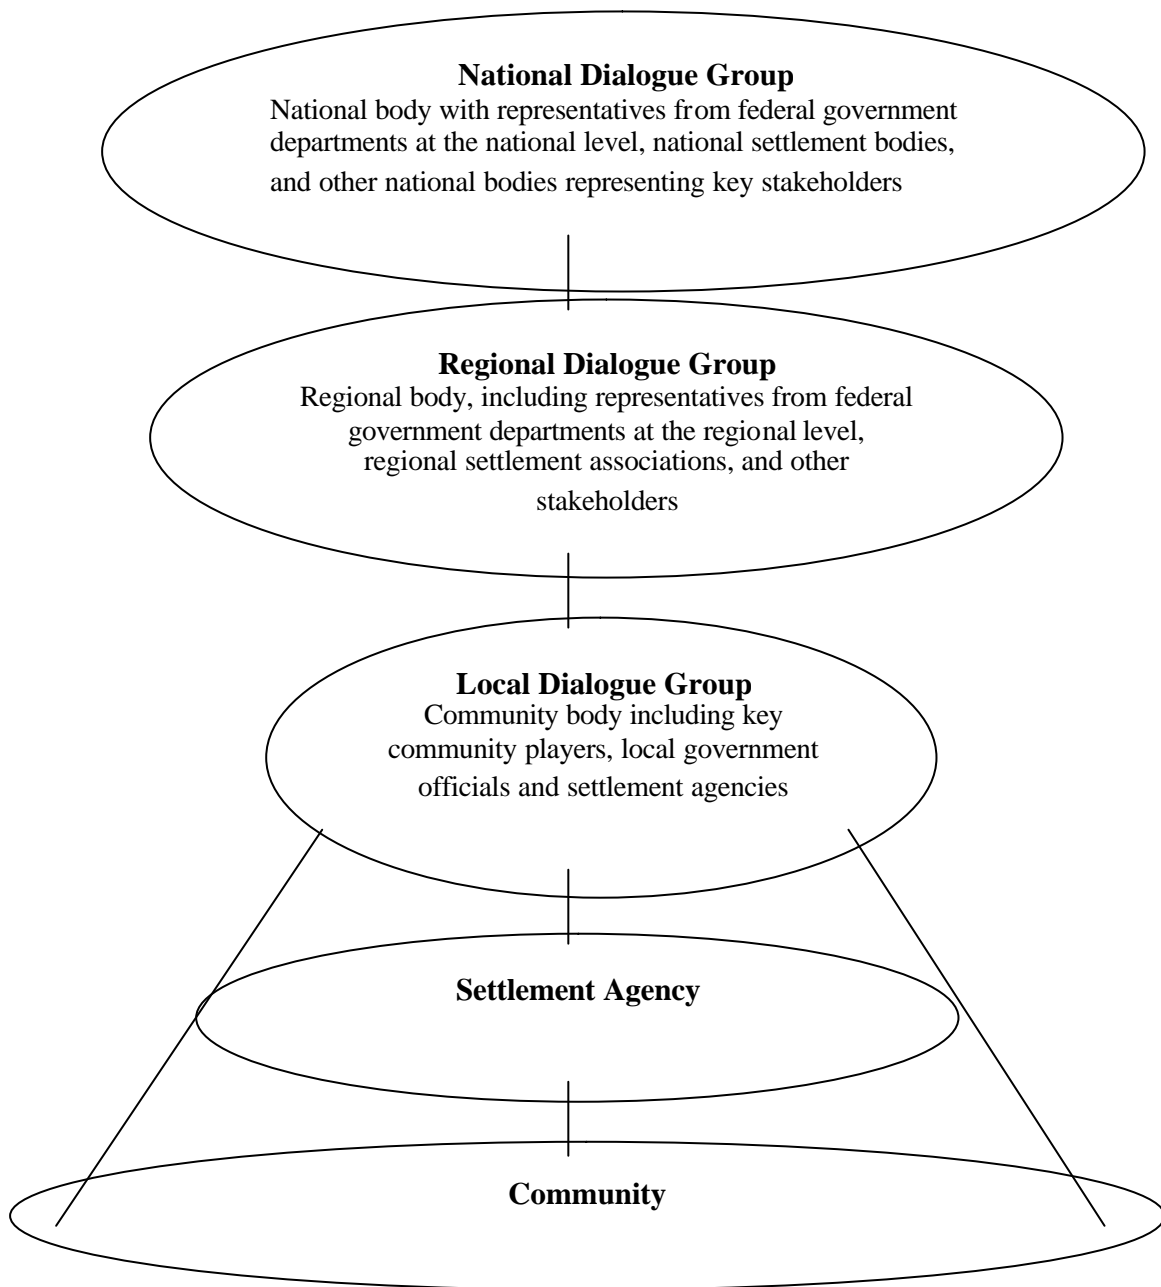 National Dialogue Group
National body with representatives from federal government
departments at the national level, national settlement bodies,
and other national bodies representing key stakeholders
Regional Dialogue Group
Regional body, including representatives from federal
government departments at the regional level,
regional settlement associations, and other
stakeholders
Local Dialogue Group
Community body including key
community players, local government
officials and settlement agencies
Settlement Agency
Community